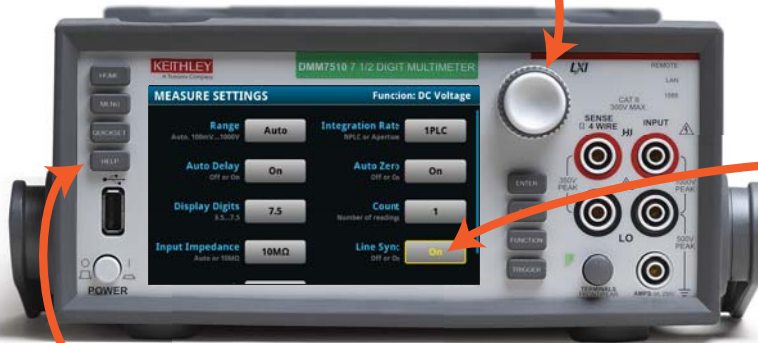 KEITHLEY
A Tektronix Company
DMM7510 7 1/2 DIGIT MULTIMETER
LXI
REMOTE
LAN
1588
HOME
MENU
QUICKSET
HELP
POWER
MEASURE SETTINGS
Function: DC Voltage
Range
Auto, 100mV...1000V
Auto
Integration Rate
NPLC or Aperture
1PLC
Auto Delay
Off or On
On
Auto Zero
Off or On
On
Display Digits
3.5...7.5
7.5
Count
Number of readings
1
Input Impedance
Auto or 10MΩ
10MΩ
Line Sync
Off or On
On
ENTER
FUNCTION
TRIGGER
CAT II
300V MAX
SENSE
Ω 4 WIRE
INPUT
HI
350V
PEAK
1000V
PEAK
LO
500V
PEAK
TERMINALS
FRONT/REAR
AMPS